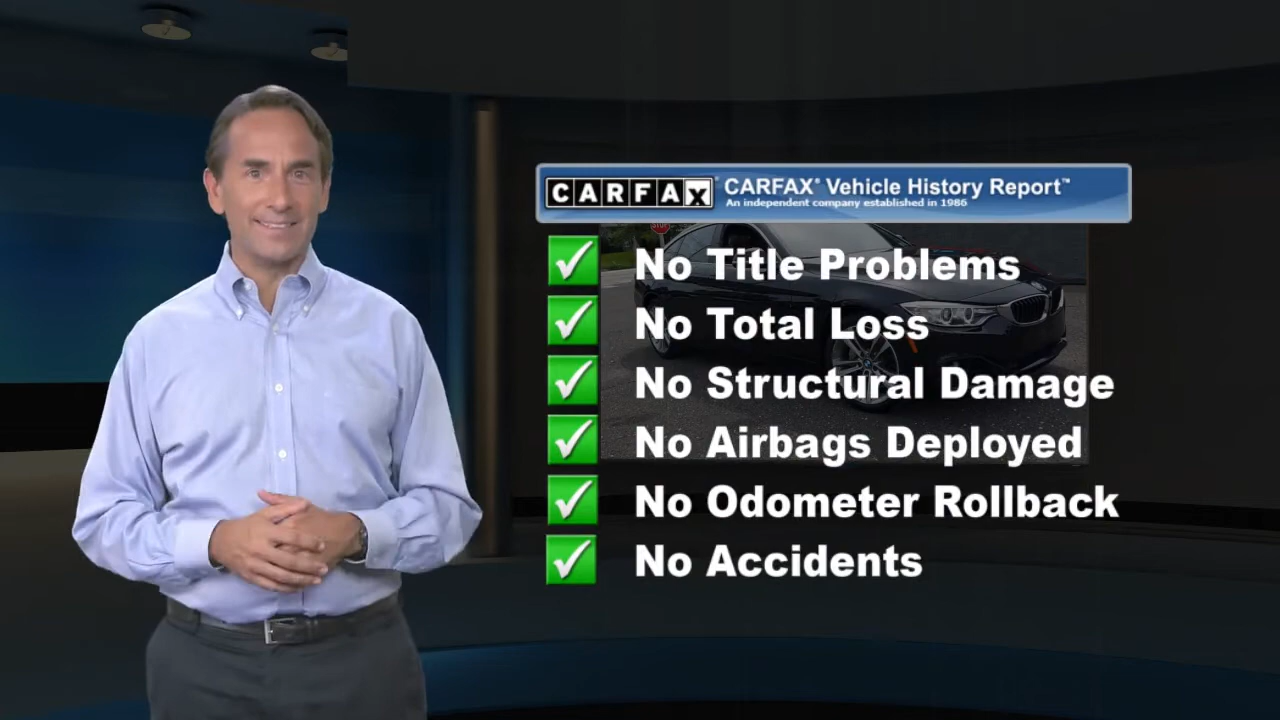 CARFAX CARFAX® Vehicle History Report™
An independent company established in 1986
STOP
No Title Problems
No Total Loss
No Structural Damage
No Airbags Deployed
No Odometer Rollback
No Accidents